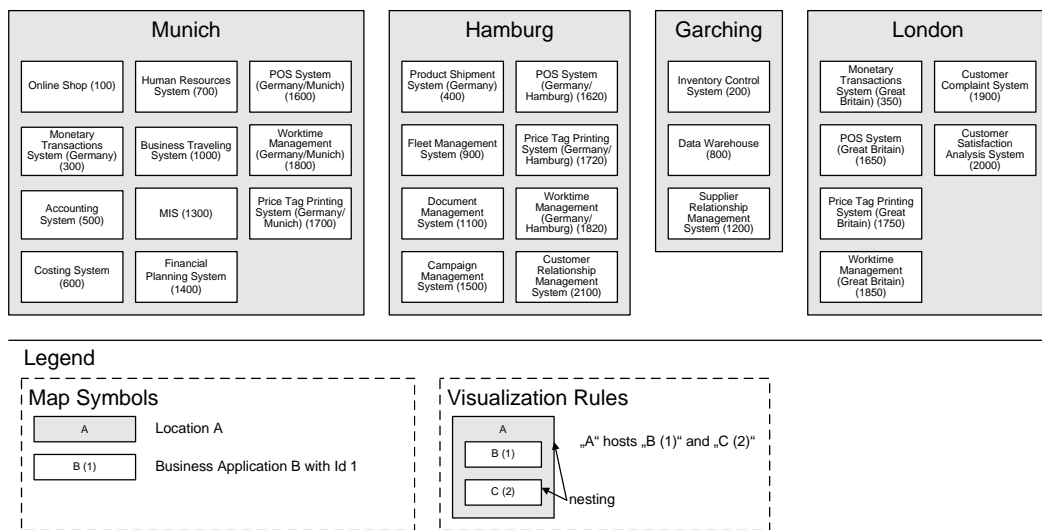 Munich
Online Shop (100)
Human Resources
System (700)
POS System
(Germany/Munich)
(1600)
Monetary
Transactions
System (Germany)
(300)
Business Traveling
System (1000)
Worktime
Management
(Germany/Munich)
(1800)
Accounting
System (500)
MIS (1300)
Price Tag Printing
System (Germany/
Munich) (1700)
Costing System
(600)
Financial
Planning System
(1400)
Hamburg
Product Shipment
System (Germany)
(400)
POS System
(Germany/
Hamburg) (1620)
Fleet Management
System (900)
Price Tag Printing
System (Germany/
Hamburg) (1720)
Document
Management
System (1100)
Worktime
Management
(Germany/
Hamburg) (1820)
Campaign
Management
System (1500)
Customer
Relationship
Management
System (2100)
Garching
Inventory Control
System (200)
Data Warehouse
(800)
Supplier
Relationship
Management
System (1200)
London
Monetary
Transactions
System (Great
Britain) (350)
Customer
Complaint System
(1900)
POS System
(Great Britain)
(1650)
Customer
Satisfaction
Analysis System
(2000)
Price Tag Printing
System (Great
Britain) (1750)
Worktime
Management
(Great Britain)
(1850)
Legend
Map Symbols
A
Location A
B (1)
Business Application B with Id 1
Visualization Rules
A
B (1)
C (2)
„A“ hosts „B (1)“ and „C (2)“
nesting